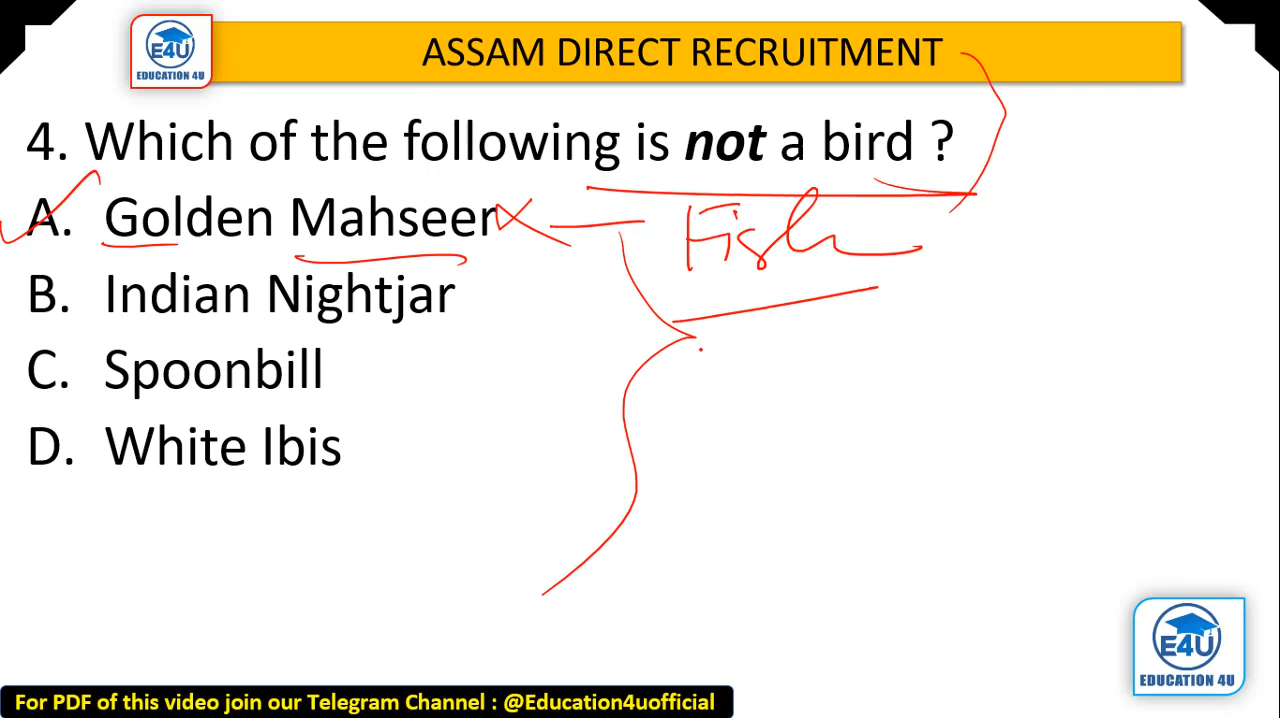 E4U
EDUCATION 4U
ASSAM DIRECT RECRUITMENT
4. Which of the following is not a bird ?
A. Golden Mahseer Fish
B. Indian Nightjar
C. Spoonbill
D. White Ibis
E4U
EDUCATION 4U
For PDF of this video join our Telegram Channel : @Education4uofficial